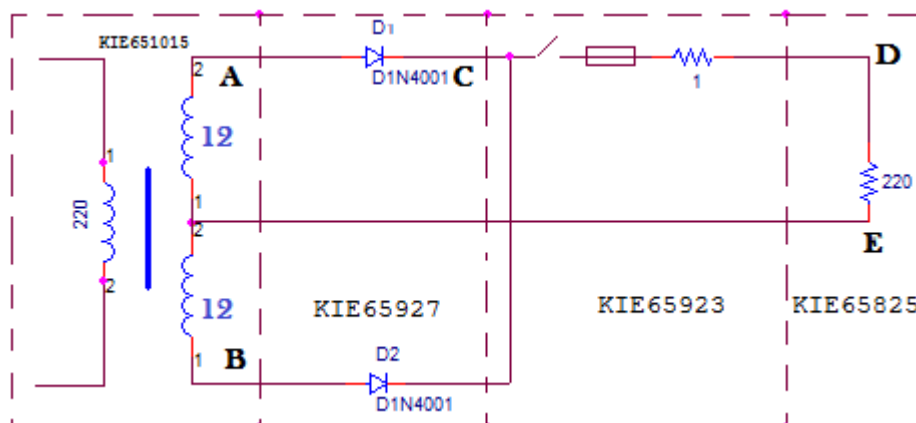 KIE651015
D1
D1N4001
2
A
C
D
12
1
1
220
2
1
2
220
E
12
KIE65927
KIE65923
KIE65825
1
B
D2
D1N4001